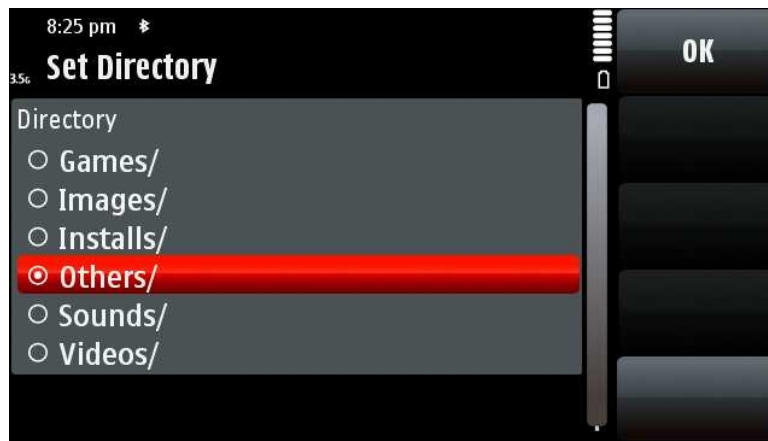 8:25 pm
3.5G Set Directory
OK
Directory
Games/
Images/
Installs/
Others/
Sounds/
Videos/